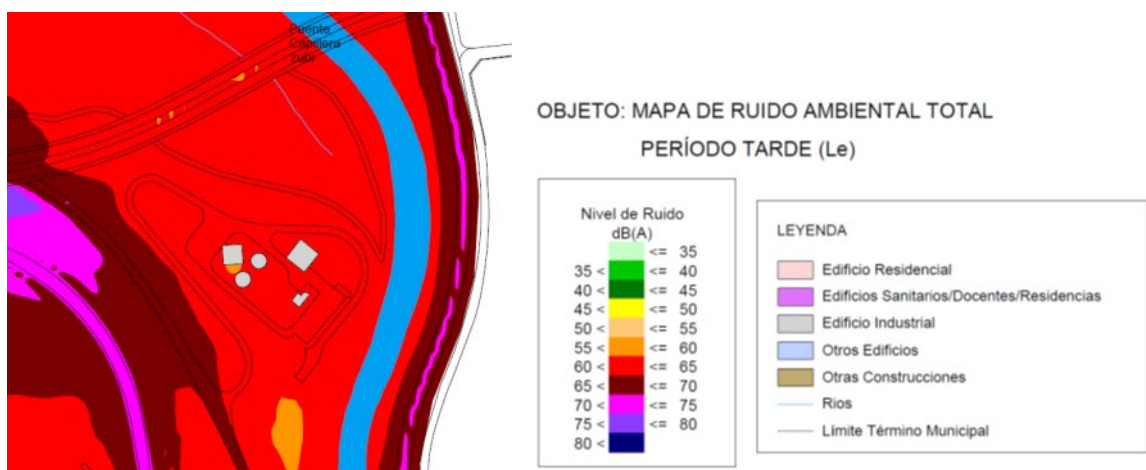 Puente
Capillera
zubi
OBJETO: MAPA DE RUIDO AMBIENTAL TOTAL
PERÍODO TARDE (Le)
Nivel de Ruido
dB(A)
<= 35
35 < <= 40
40 < <= 45
45 < <= 50
50 < <= 55
55 < <= 60
60 < <= 65
65 < <= 70
70 < <= 75
75 < <= 80
80 <
LEYENDA
Edificio Residencial
Edificios Sanitarios/Docentes/Residencias
Edificio Industrial
Otros Edificios
Otras Construcciones
Rios
Límite Término Municipal